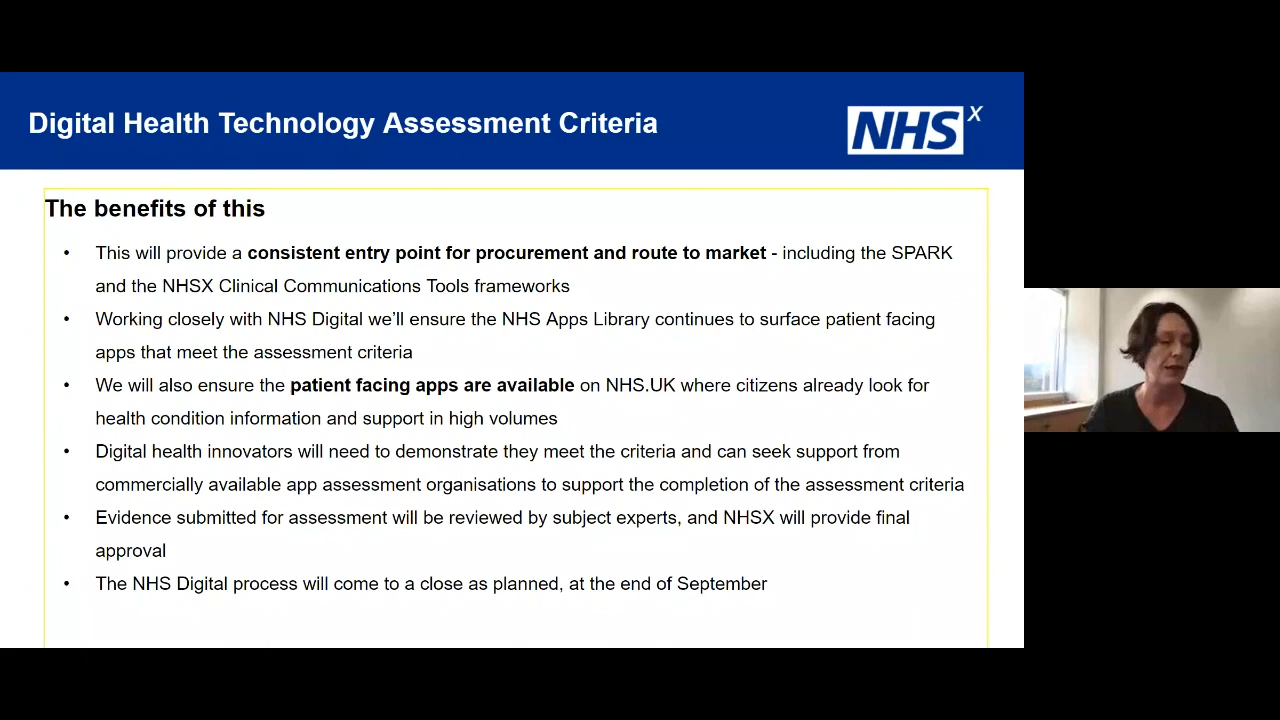 Digital Health Technology Assessment Criteria
NHS X
The benefits of this
• This will provide a consistent entry point for procurement and route to market - including the SPARK
and the NHSX Clinical Communications Tools frameworks
• Working closely with NHS Digital we’ll ensure the NHS Apps Library continues to surface patient facing
apps that meet the assessment criteria
• We will also ensure the patient facing apps are available on NHS.UK where citizens already look for
health condition information and support in high volumes
• Digital health innovators will need to demonstrate they meet the criteria and can seek support from
commercially available app assessment organisations to support the completion of the assessment criteria
• Evidence submitted for assessment will be reviewed by subject experts, and NHSX will provide final
approval
• The NHS Digital process will come to a close as planned, at the end of September